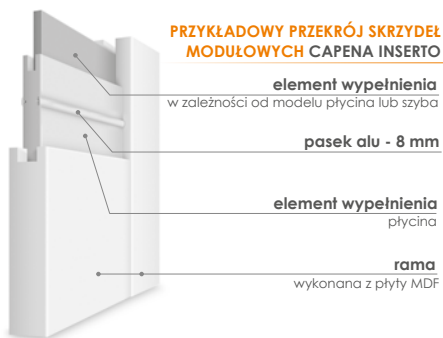 PRZYKŁADOWY PRZEKRÓJ SKRZYDEŁ
MODUŁOWYCH CAPENA INSERTO
element wypełnienia
w zależności od modelu płycina lub szyba
pasek alu - 8 mm
element wypełnienia
płycina
rama
wykonana z płyty MDF